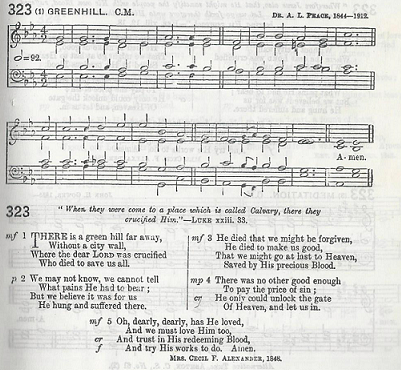 323 (1) GREENHILL. C.M. DR. A. L. PEACE, 1844—1912.
=92.
A- men.
323 "When they were come to a place which is called Calvary, there they
crucified Him."—LUKE xxiii. 33.
mf 1 THERE is a green hill far away,
Without a city wall,
Where the dear LORD was crucified
Who died to save us all.
p 2 We may not know, we cannot tell
What pains He had to bear;
But we believe it was for us
He hung and suffered there.
mf 3 He died that we might be forgiven,
He died to make us good,
That we might go at last to Heaven,
Saved by His precious Blood.
mp 4 There was no other good enough
To pay the price of sin;
cr He only could unlock the gate
Of Heaven, and let us in.
mf 5 Oh, dearly, dearly, has He loved,
And we must love Him too,
cr And trust in His redeeming Blood,
f And try His works to do. Amen.
MRS. CECIL F. ALEXANDER, 1848.